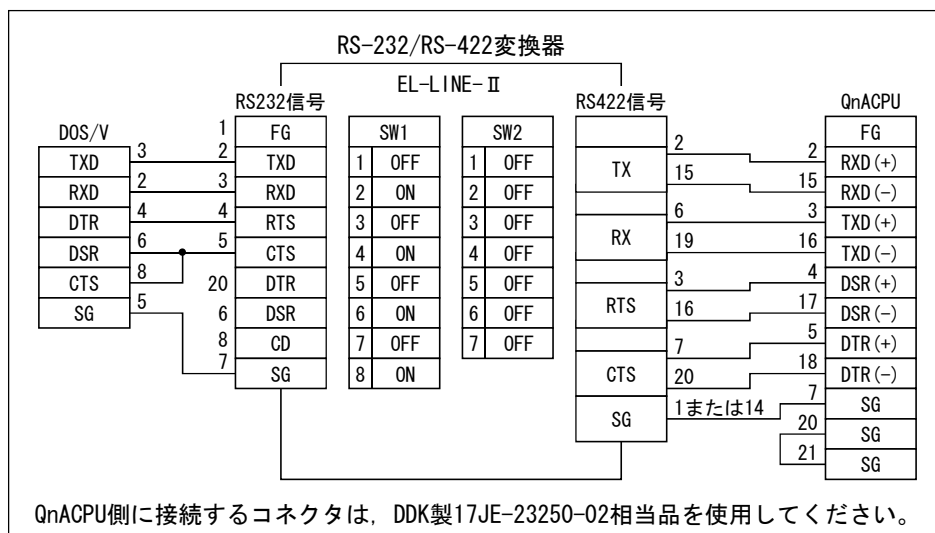 RS-232/RS-422変換器
EL-LINE-Ⅱ
RS232信号
RS422信号
QnACPU
DOS/V
1 FG
SW1
SW2
FG
TXD 3 2 TXD
1 OFF
1 OFF
TX 2 2 RXD(+)
15 15 RXD(-)
RXD 2 3 RXD
2 ON
2 OFF
DTR 4 4 RTS
3 OFF
3 OFF
RX 6 3 TXD(+)
19 16 TXD(-)
DSR 6 5 CTS
4 ON
4 OFF
CTS 8 20 DTR
5 OFF
5 OFF
RTS 3 4 DSR(+)
16 17 DSR(-)
SG 5 6 DSR
6 ON
6 OFF
8 CD
7 OFF
7 OFF
CTS 7 5 DTR(+)
20 18 DTR(-)
7 SG
8 ON
SG 1または14 7 SG
20 SG
21 SG
QnACPU側に接続するコネクタは，DDK製17JE-23250-02相当品を使用してください。